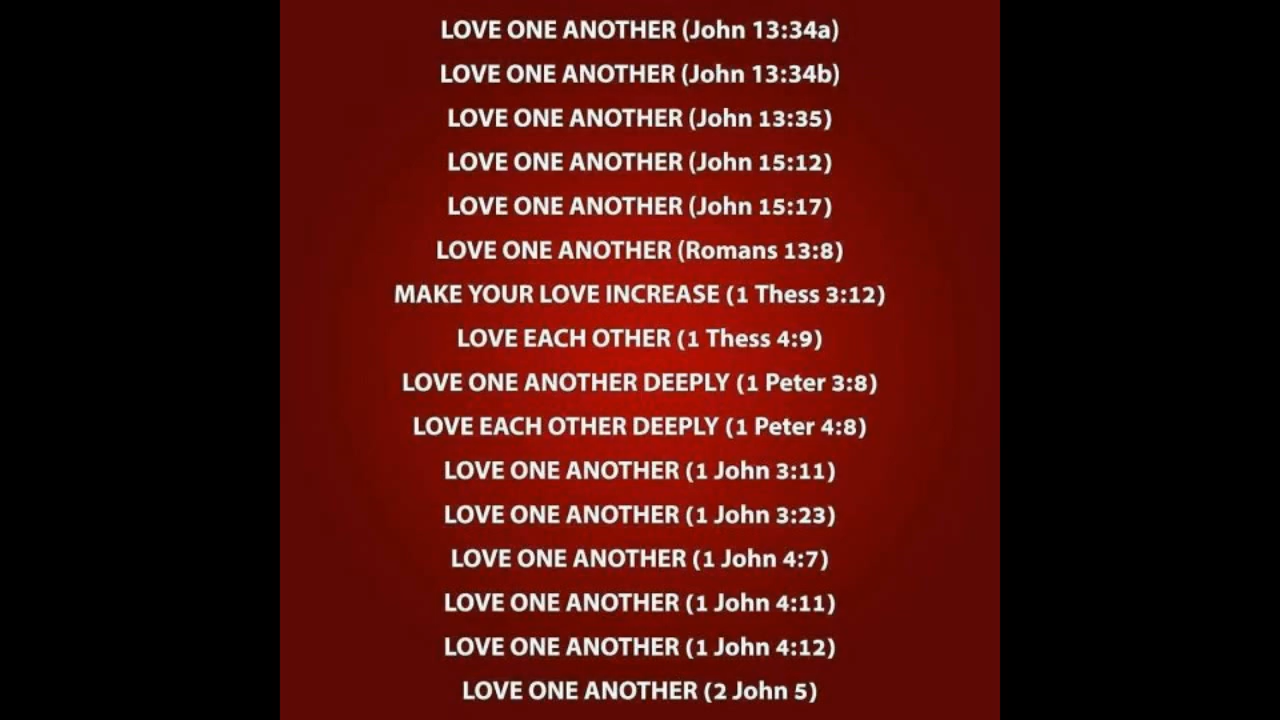 LOVE ONE ANOTHER (John 13:34a)
LOVE ONE ANOTHER (John 13:34b)
LOVE ONE ANOTHER (John 13:35)
LOVE ONE ANOTHER (John 15:12)
LOVE ONE ANOTHER (John 15:17)
LOVE ONE ANOTHER (Romans 13:8)
MAKE YOUR LOVE INCREASE (1 Thess 3:12)
LOVE EACH OTHER (1 Thess 4:9)
LOVE ONE ANOTHER DEEPLY (1 Peter 3:8)
LOVE EACH OTHER DEEPLY (1 Peter 4:8)
LOVE ONE ANOTHER (1 John 3:11)
LOVE ONE ANOTHER (1 John 3:23)
LOVE ONE ANOTHER (1 John 4:7)
LOVE ONE ANOTHER (1 John 4:11)
LOVE ONE ANOTHER (1 John 4:12)
LOVE ONE ANOTHER (2 John 5)